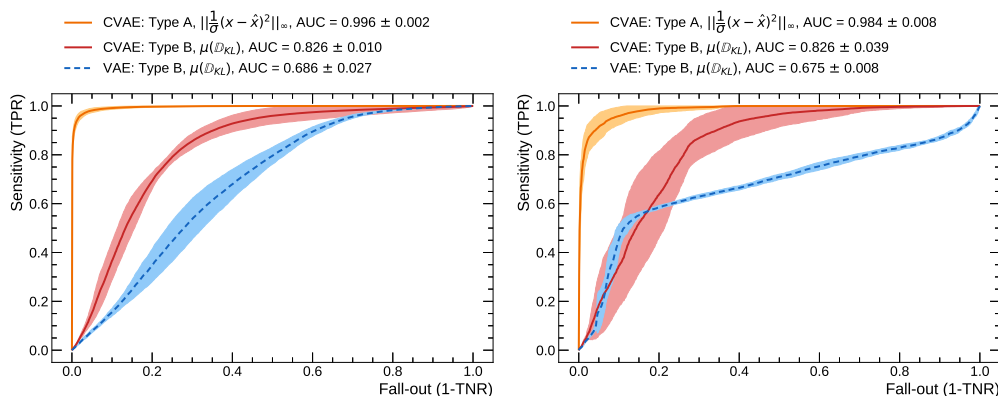 CVAE: Type A, ||1/σ(x − x̂)²||∞, AUC = 0.996 ± 0.002
CVAE: Type B, μ(𝔻KL), AUC = 0.826 ± 0.010
VAE: Type B, μ(𝔻KL), AUC = 0.686 ± 0.027
Sensitivity (TPR)
1.0
0.8
0.6
0.4
0.2
0.0
0.0 0.2 0.4 0.6 0.8 1.0
Fall-out (1-TNR)
CVAE: Type A, ||1/σ(x − x̂)²||∞, AUC = 0.984 ± 0.008
CVAE: Type B, μ(𝔻KL), AUC = 0.826 ± 0.039
VAE: Type B, μ(𝔻KL), AUC = 0.675 ± 0.008
Sensitivity (TPR)
1.0
0.8
0.6
0.4
0.2
0.0
0.0 0.2 0.4 0.6 0.8 1.0
Fall-out (1-TNR)